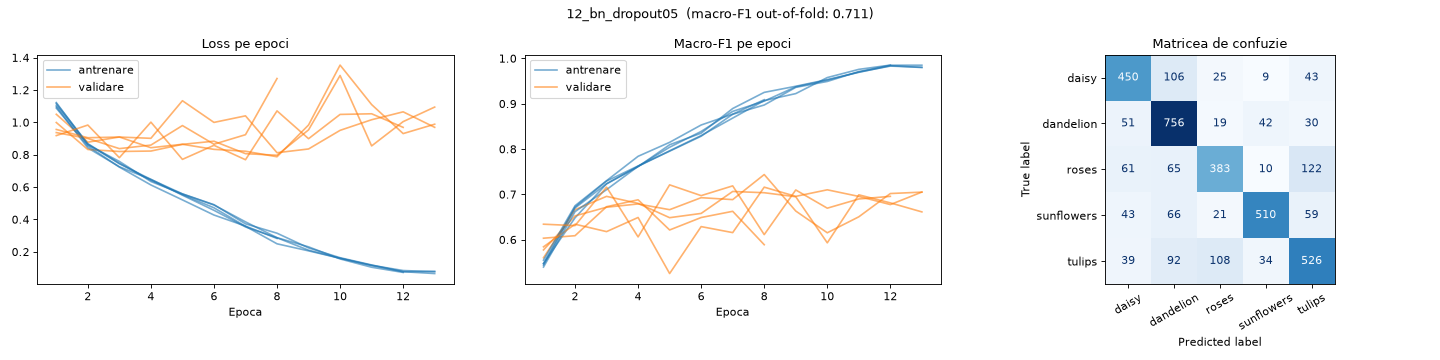 12_bn_dropout05 (macro-F1 out-of-fold: 0.711)
Loss pe epoci
antrenare
validare
1.4
1.2
1.0
0.8
0.6
0.4
0.2
2 4 6 8 10 12
Epoca
Macro-F1 pe epoci
antrenare
validare
1.0
0.9
0.8
0.7
0.6
2 4 6 8 10 12
Epoca
Matricea de confuzie
True label
daisy 450 106 25 9 43
dandelion 51 756 19 42 30
roses 61 65 383 10 122
sunflowers 43 66 21 510 59
tulips 39 92 108 34 526
daisy dandelion roses sunflowers tulips
Predicted label